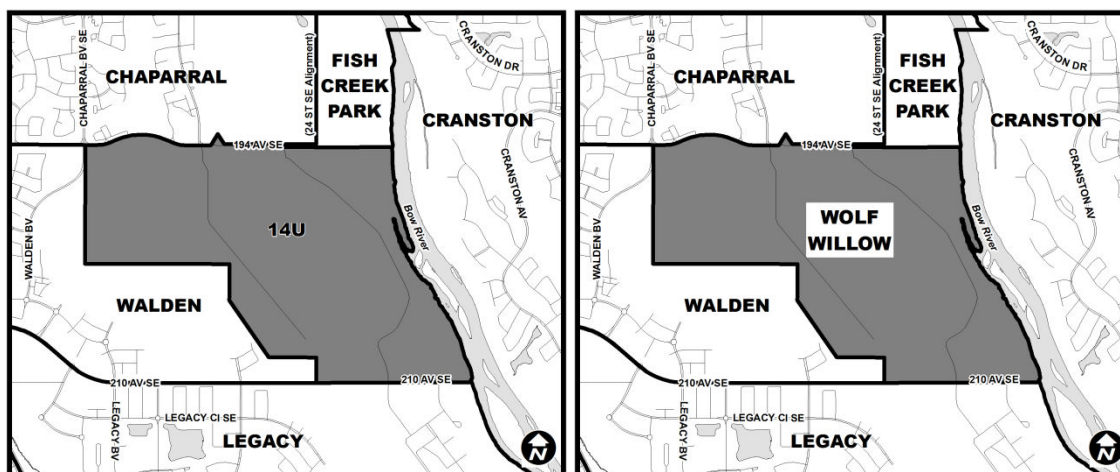 CHAPARRAL BV SE
CHAPARRAL
(24 ST SE Alignment)
FISH
CREEK
PARK
CRANSTON DR
CRANSTON
CRANSTON AV
194 AV SE
Bow River
14U
WALDEN BV
WALDEN
210 AV SE
210 AV SE
LEGACY BV
LEGACY CI SE
LEGACY
N
CHAPARRAL BV SE
CHAPARRAL
(24 ST SE Alignment)
FISH
CREEK
PARK
CRANSTON DR
CRANSTON
CRANSTON AV
194 AV SE
Bow River
WOLF
WILLOW
WALDEN BV
WALDEN
210 AV SE
210 AV SE
LEGACY BV
LEGACY CI SE
LEGACY
N